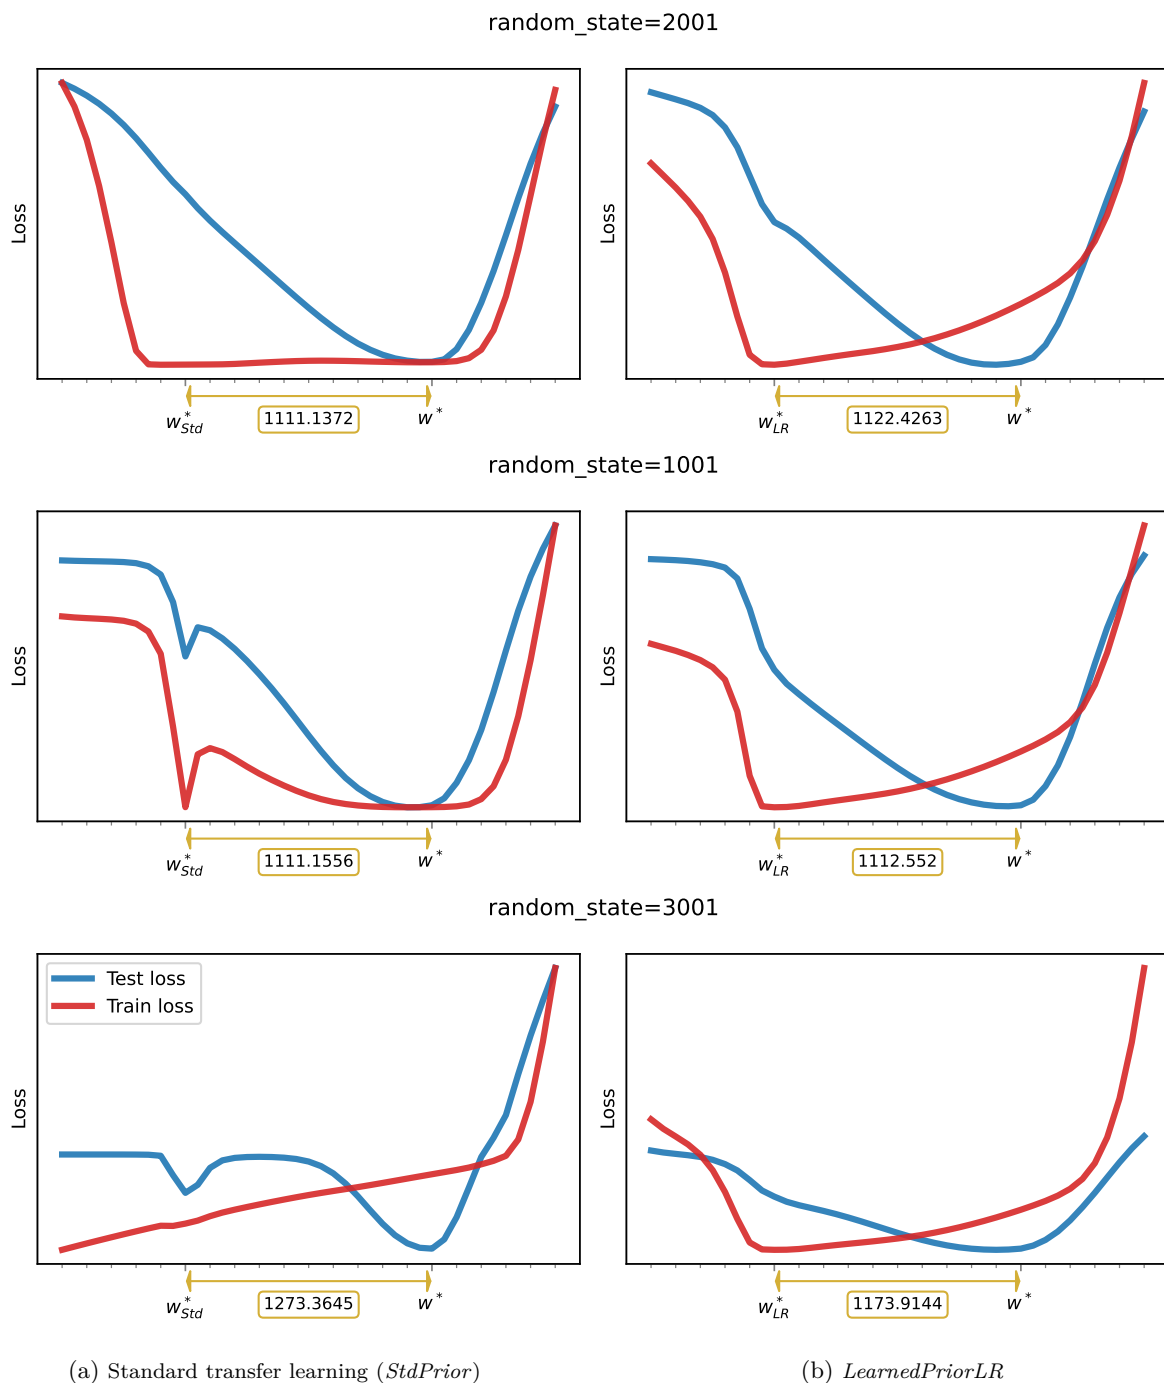 random_state=2001
Loss
Loss
w*Std
1111.1372
w*
w*LR
1122.4263
w*
random_state=1001
Loss
Loss
w*Std
1111.1556
w*
w*LR
1112.552
w*
random_state=3001
Test loss
Train loss
Loss
Loss
w*Std
1273.3645
w*
w*LR
1173.9144
w*
(a) Standard transfer learning (StdPrior)
(b) LearnedPriorLR